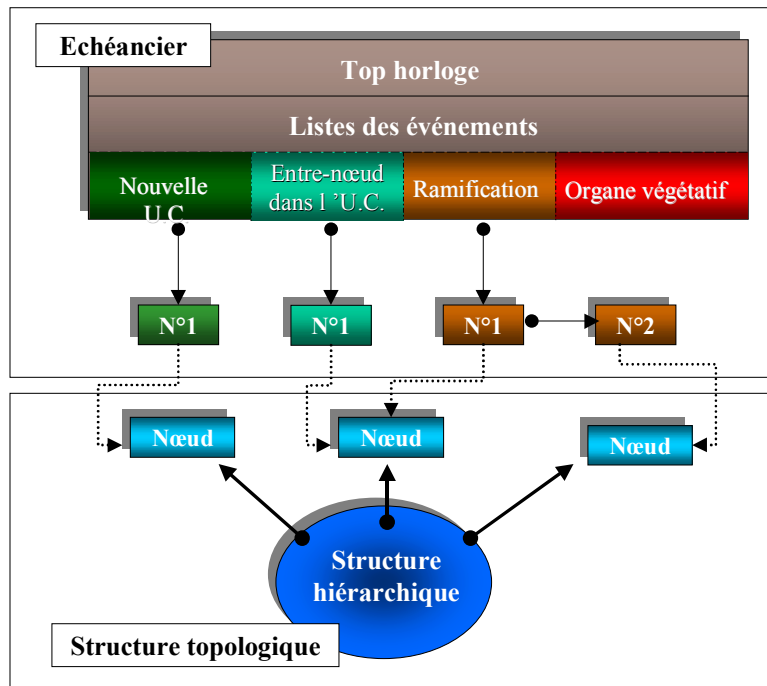 Echéancier
Top horloge
Listes des événements
Nouvelle
U.C.
Entre-nœud
dans l ’U.C.
Ramification
Organe végétatif
N°1
N°1
N°1
N°2
Nœud
Nœud
Nœud
Structure
hiérarchique
Structure topologique